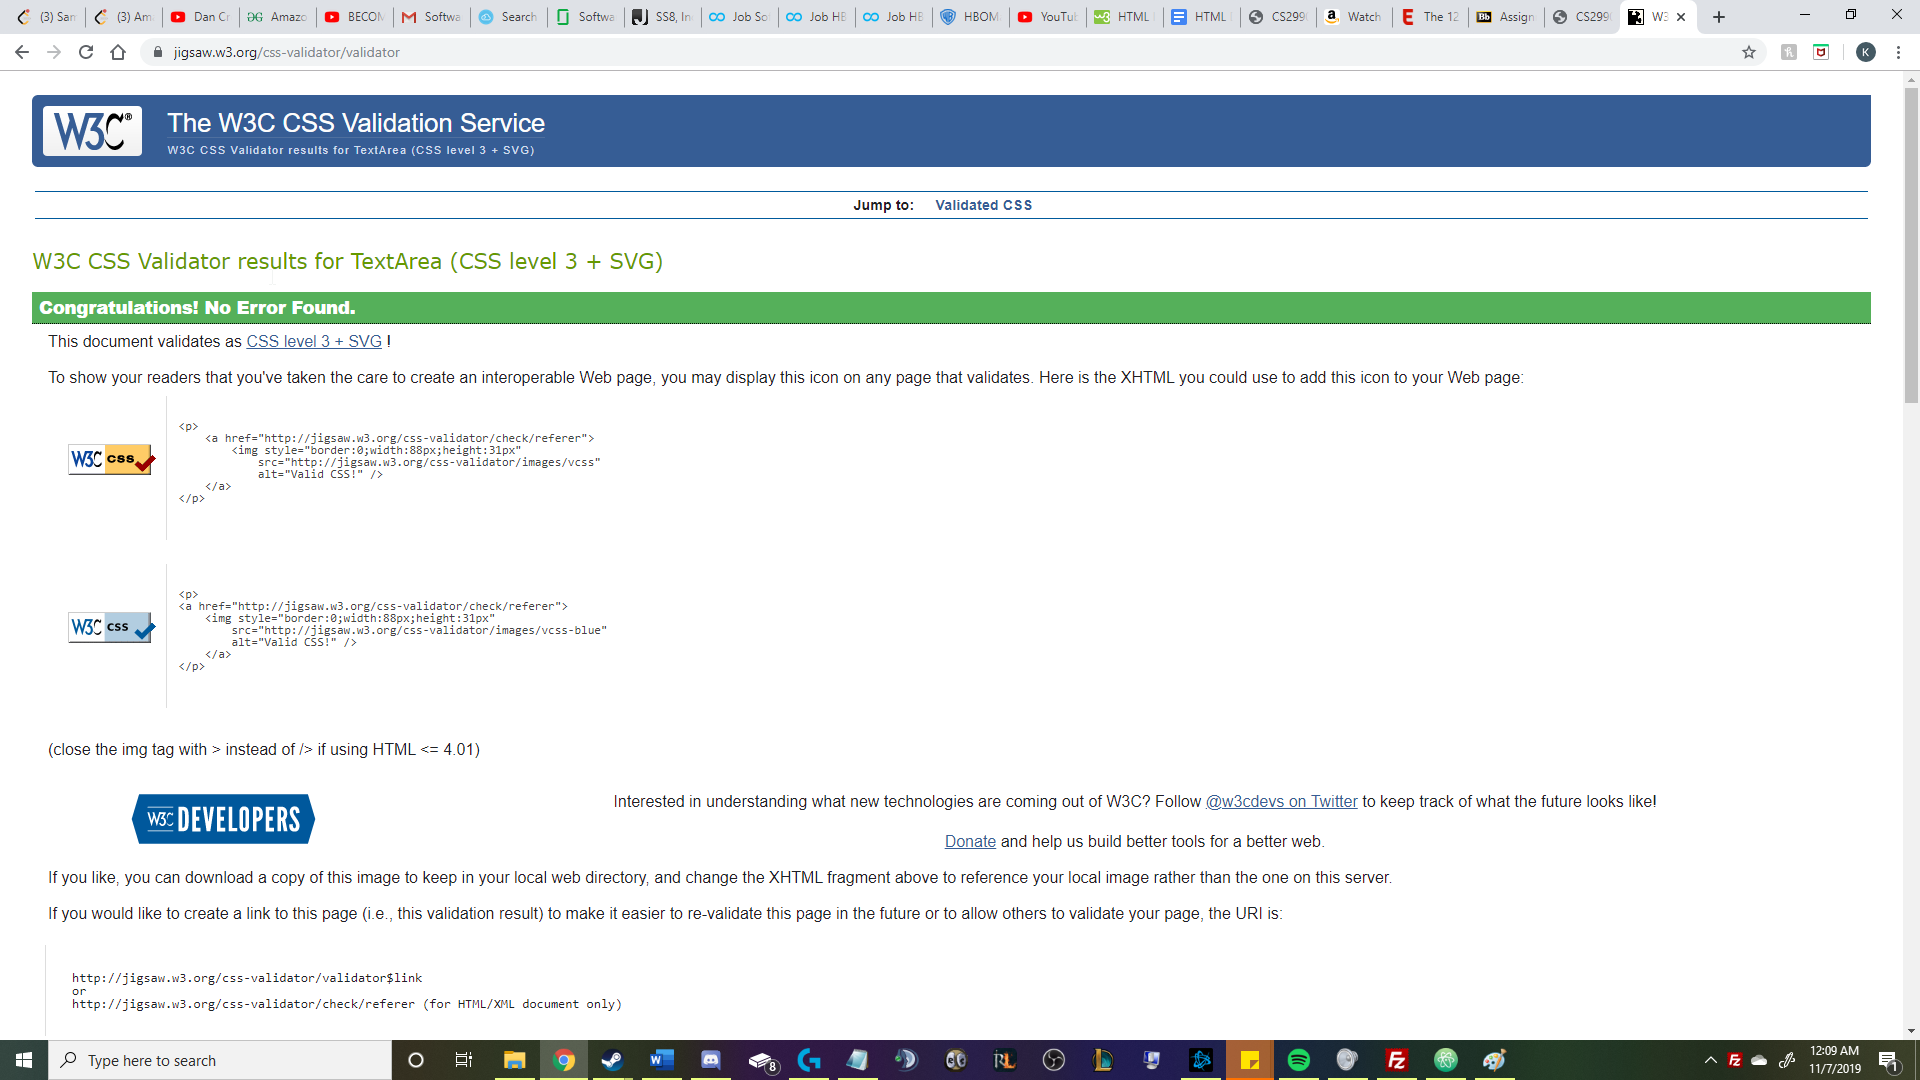 (3) San
(3) Ama
Dan Cr
Amazo
BECOM
Softwa
Search
Softwa
SS8, In
Job So
Job HB
Job HB
HBOM
YouTu
HTML
HTML
CS299
Watch
The 12
Bb Assign
CS299
W3
jigsaw.w3.org/css-validator/validator
K
W3C®
The W3C CSS Validation Service
W3C CSS Validator results for TextArea (CSS level 3 + SVG)
Jump to: Validated CSS
W3C CSS Validator results for TextArea (CSS level 3 + SVG)
Congratulations! No Error Found.
This document validates as CSS level 3 + SVG !
To show your readers that you've taken the care to create an interoperable Web page, you may display this icon on any page that validates. Here is the XHTML you could use to add this icon to your Web page:
W3C css
<p>
<a href="http://jigsaw.w3.org/css-validator/check/referer">
<img style="border:0;width:88px;height:31px"
src="http://jigsaw.w3.org/css-validator/images/vcss"
alt="Valid CSS!" />
</a>
</p>
W3C css
<p>
<a href="http://jigsaw.w3.org/css-validator/check/referer">
<img style="border:0;width:88px;height:31px"
src="http://jigsaw.w3.org/css-validator/images/vcss-blue"
alt="Valid CSS!" />
</a>
</p>
(close the img tag with > instead of /> if using HTML <= 4.01)
W3C DEVELOPERS
Interested in understanding what new technologies are coming out of W3C? Follow @w3cdevs on Twitter to keep track of what the future looks like!
Donate and help us build better tools for a better web.
If you like, you can download a copy of this image to keep in your local web directory, and change the XHTML fragment above to reference your local image rather than the one on this server.
If you would like to create a link to this page (i.e., this validation result) to make it easier to re-validate this page in the future or to allow others to validate your page, the URI is:
http://jigsaw.w3.org/css-validator/validator$link
or
http://jigsaw.w3.org/css-validator/check/referer (for HTML/XML document only)
Type here to search
8
12:09 AM
11/7/2019
1